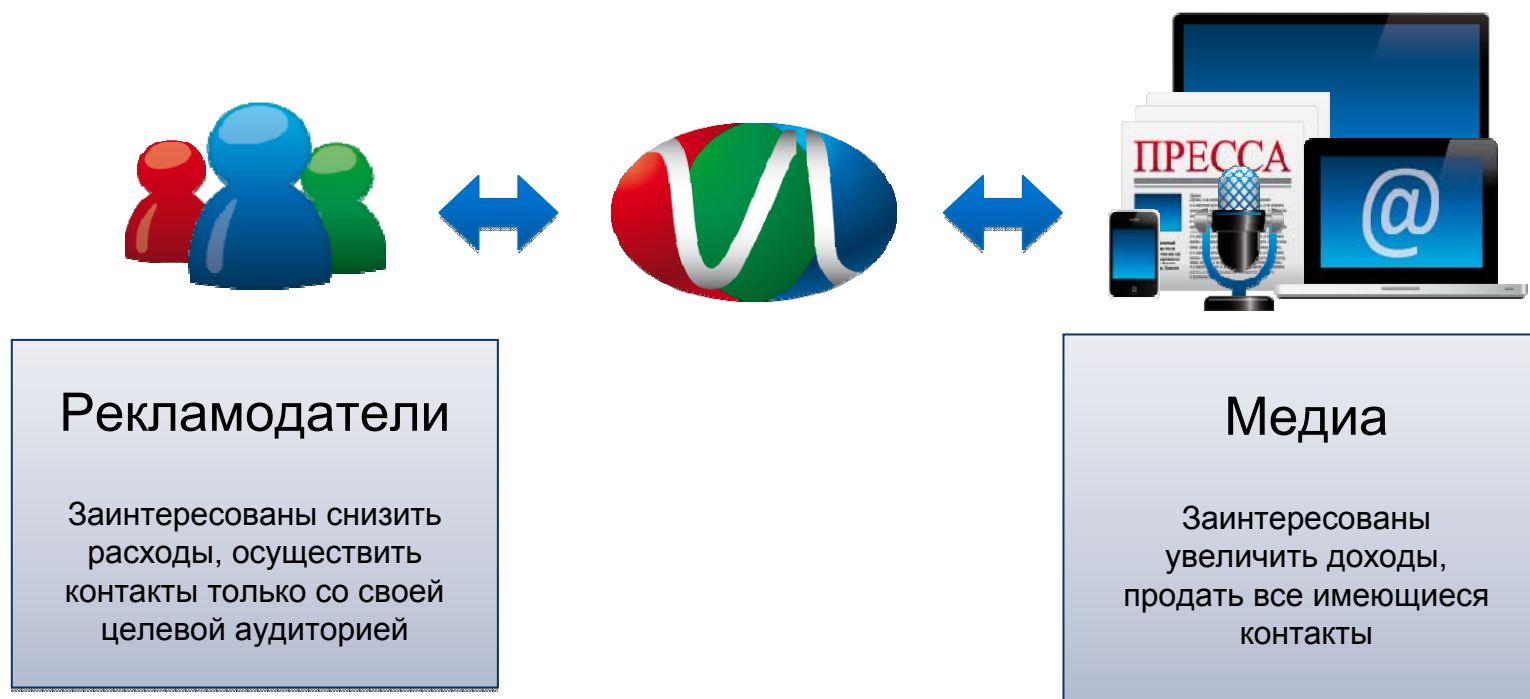 ПРЕССА
@
Рекламодатели
Заинтересованы снизить
расходы, осуществить
контакты только со своей
целевой аудиторией
Медиа
Заинтересованы
увеличить доходы,
продать все имеющиеся
контакты